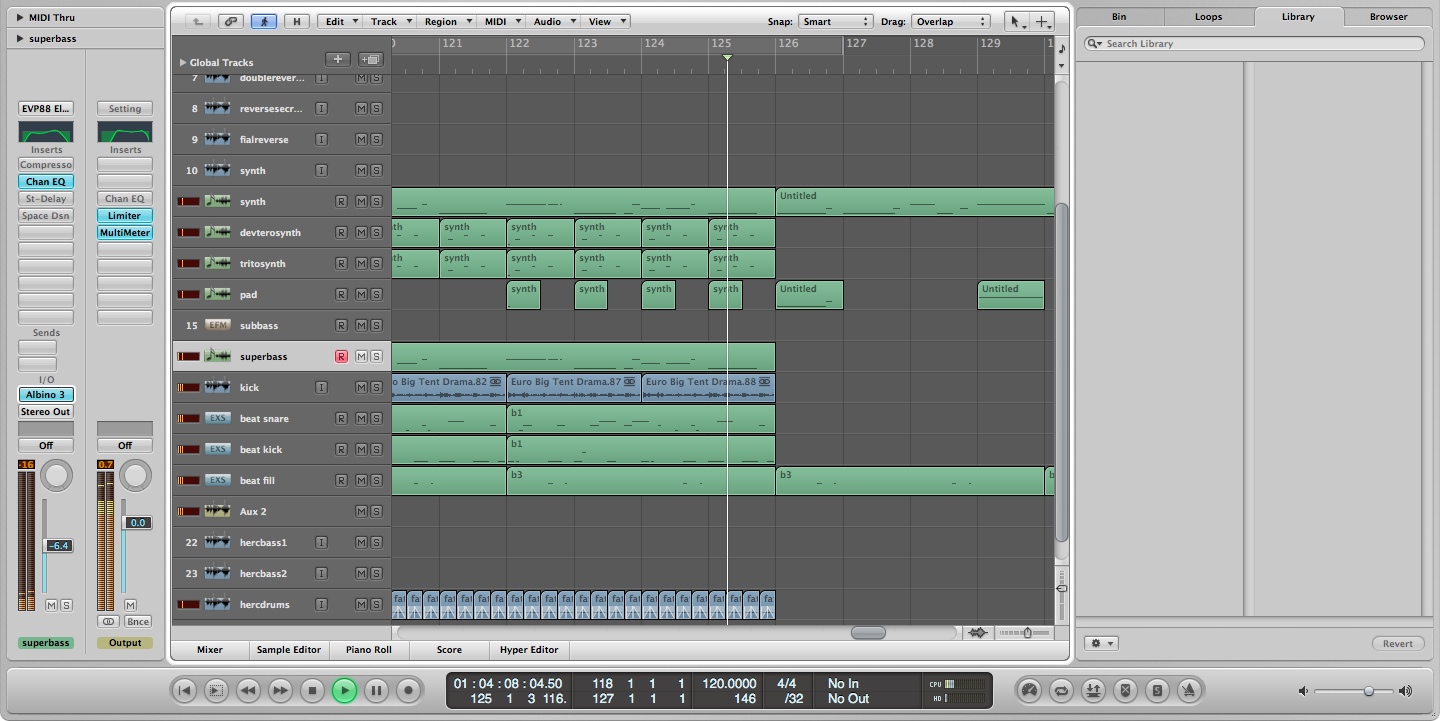 MIDI Thru
superbass
EVP88 El...
Setting
Inserts
Inserts
Compresso
Chan EQ
St-Delay
Chan EQ
Space Dsn
Limiter
MultiMeter
Sends
I/O
Albino 3
Stereo Out
Off
Off
-16
0.7
0.0
-6.4
M S
M
Bnce
superbass
Output
H
Edit
Track
Region
MIDI
Audio
View
Snap: Smart
Drag: Overlap
121 122 123 124 125 126 127 128 129
Global Tracks
7 doublerever... I M S
8 reversesecr... I M S
9 fialreverse I M S
10 synth I M S
synth R M S
Untitled
devterosynth R M S
synth synth synth synth synth
tritosynth R M S
synth synth synth synth synth
pad R M S
synth synth synth synth Untitled Untitled
15 EFM subbass R M S
superbass R M S
kick I M S
o Big Tent Drama.82 Euro Big Tent Drama.87 Euro Big Tent Drama.88
EXS beat snare R M S
b1
EXS beat kick R M S
b1
EXS beat fill R M S
b3 b3
Aux 2 M S
22 hercbass1 I M S
23 hercbass2 I M S
hercdrums I M S
Mixer
Sample Editor
Piano Roll
Score
Hyper Editor
Bin
Loops
Library
Browser
Search Library
Revert
01 : 04 : 08 : 04.50 118 1 1 1 120.0000 4/4 No In CPU
125 1 3 116. 127 1 1 1 146 /32 No Out HD
S